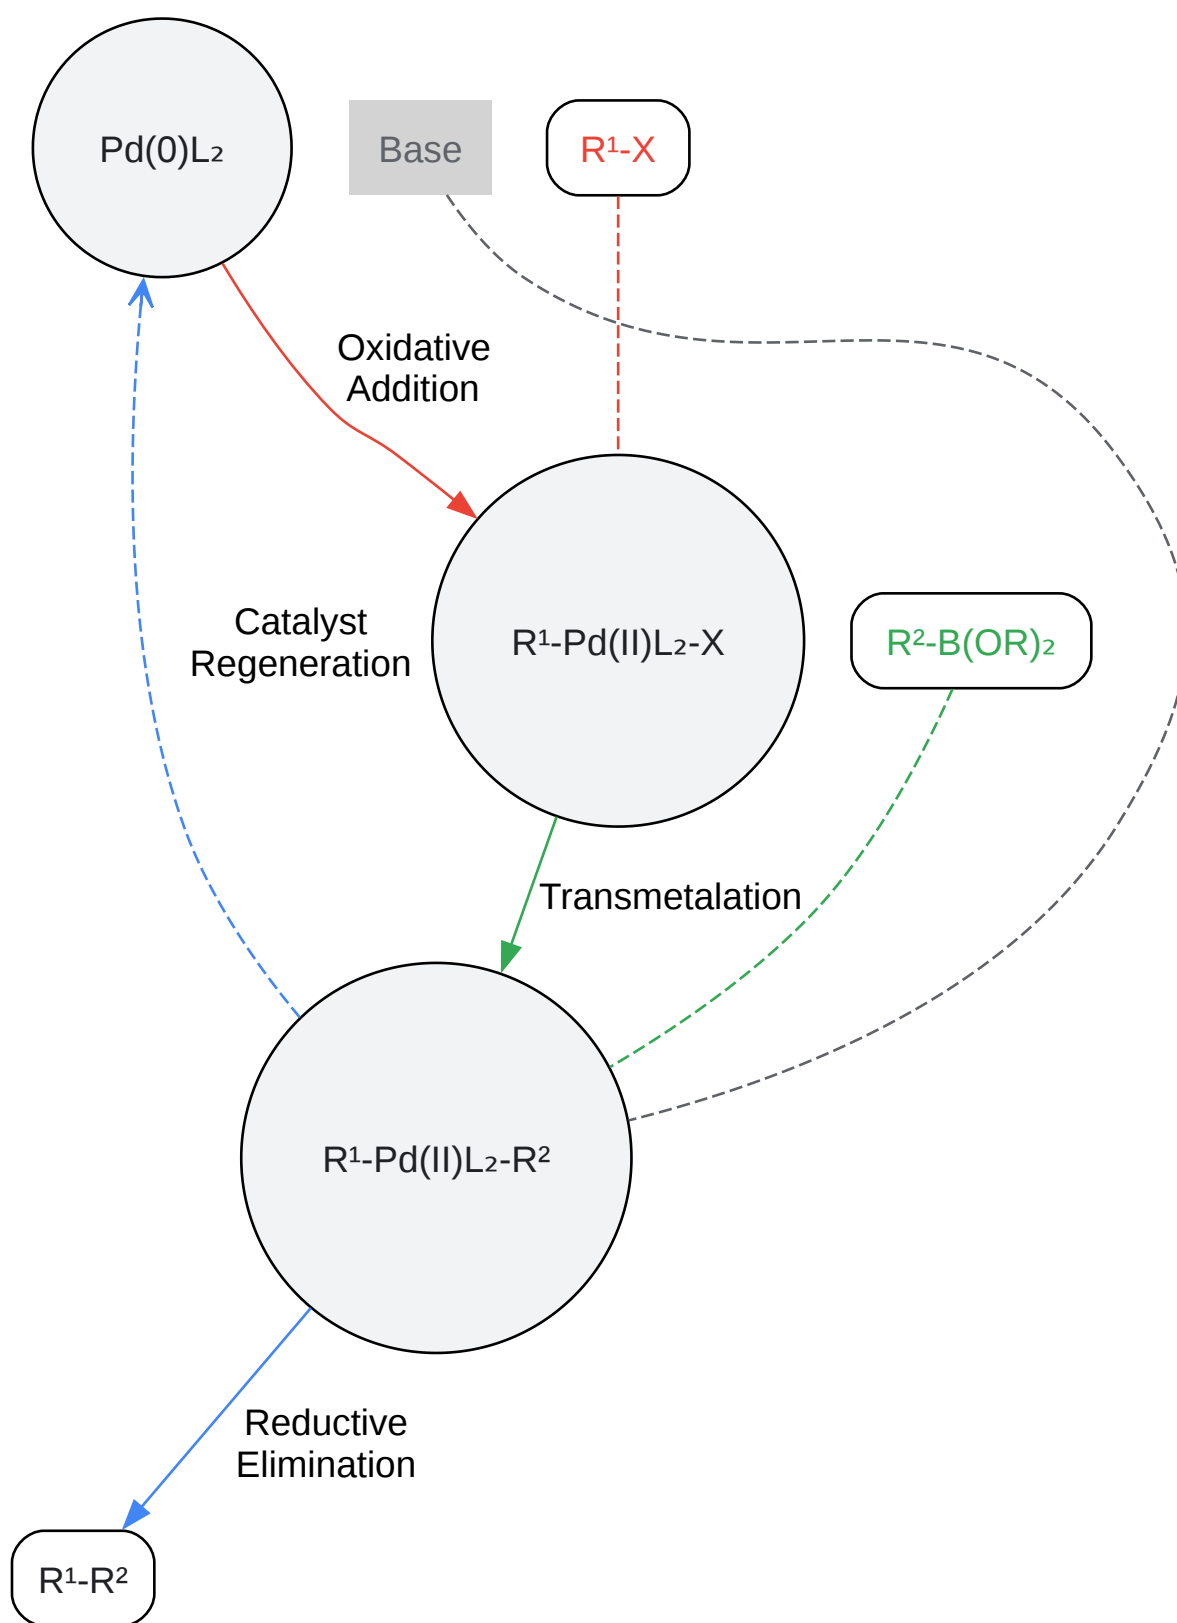 Pd(0)L₂
Base
R¹-X
Oxidative
Addition
Catalyst
Regeneration
R¹-Pd(II)L₂-X
R²-B(OR)₂
Transmetalation
R¹-Pd(II)L₂-R²
Reductive
Elimination
R¹-R²